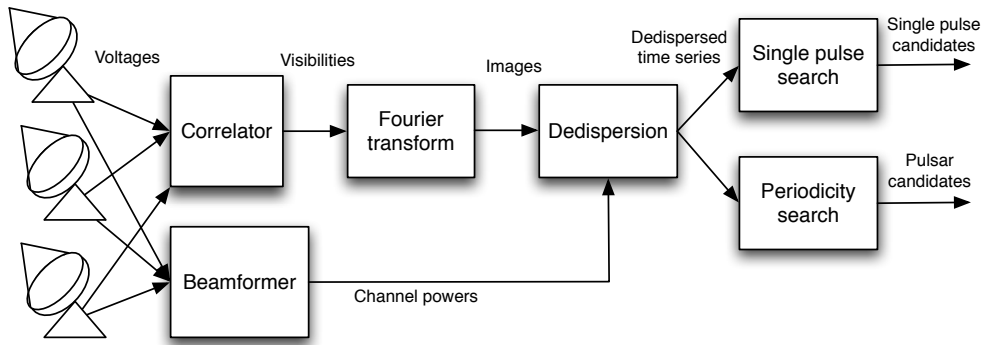 Voltages
Correlator
Visibilities
Fourier
transform
Images
Dedispersion
Dedispersed
time series
Single pulse
search
Single pulse
candidates
Periodicity
search
Pulsar
candidates
Beamformer
Channel powers